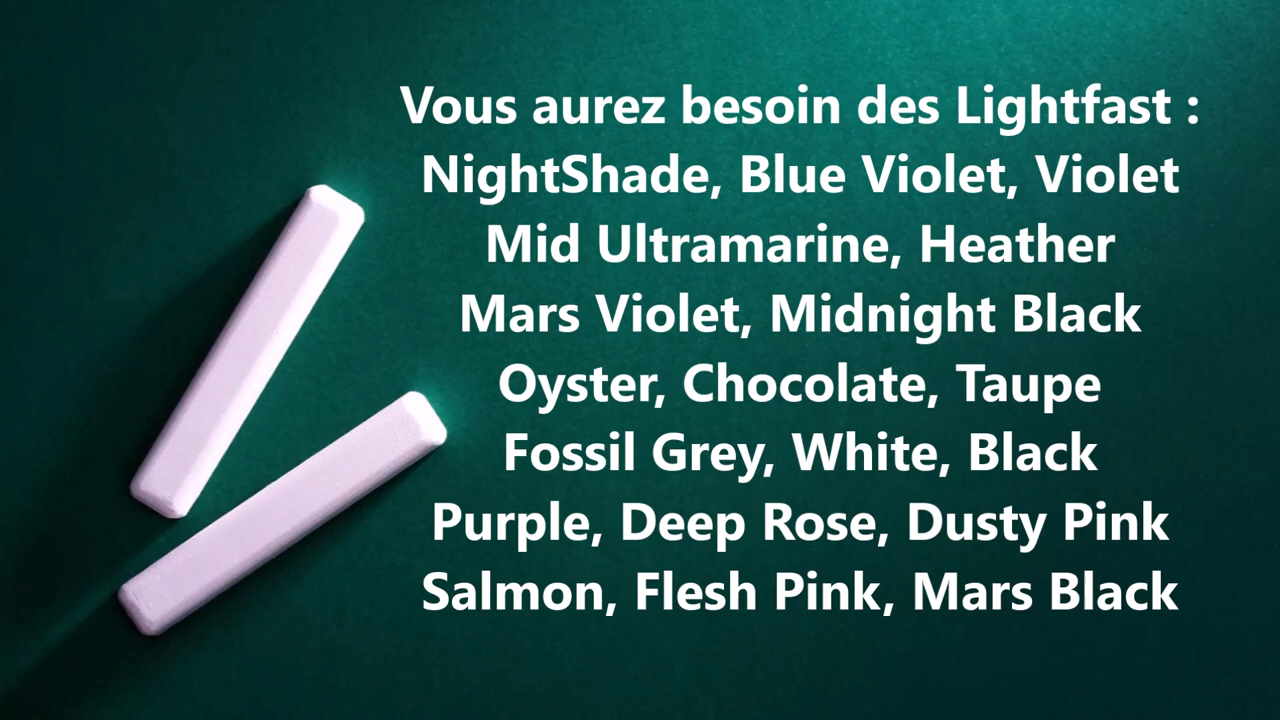 Vous aurez besoin des Lightfast :
NightShade, Blue Violet, Violet
Mid Ultramarine, Heather
Mars Violet, Midnight Black
Oyster, Chocolate, Taupe
Fossil Grey, White, Black
Purple, Deep Rose, Dusty Pink
Salmon, Flesh Pink, Mars Black